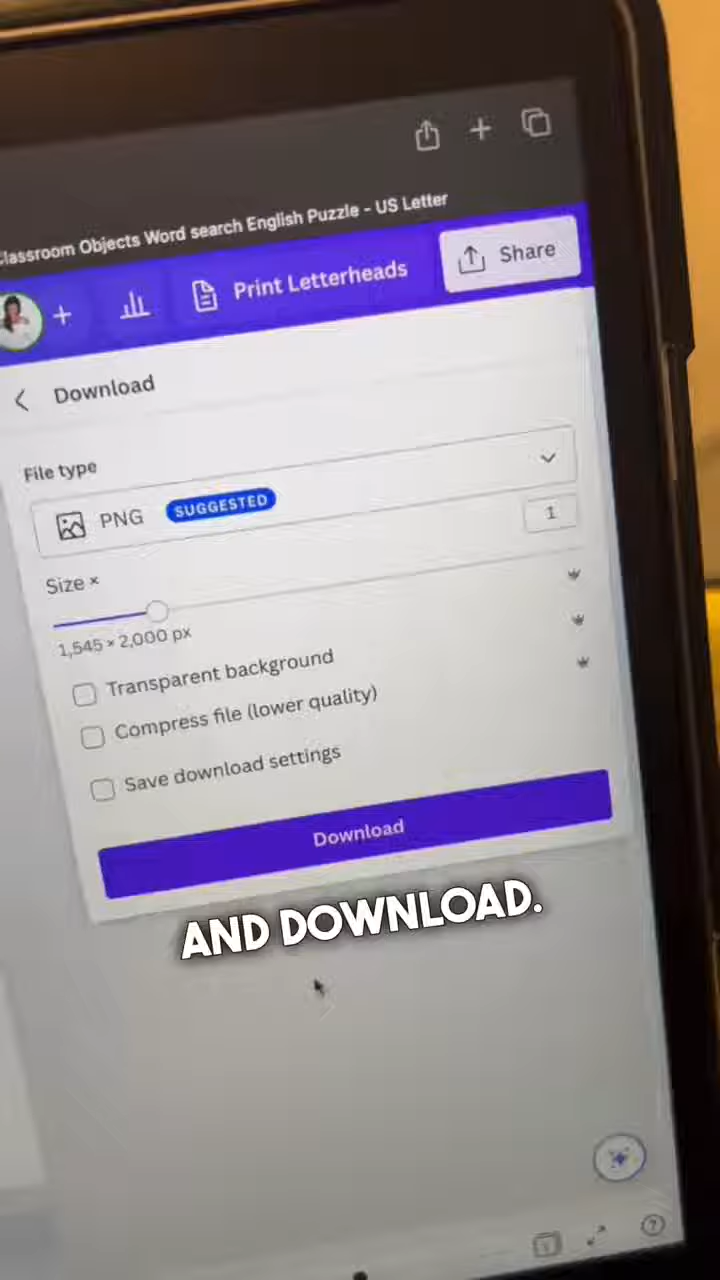 Classroom Objects Word search English Puzzle - US Letter
Print Letterheads
Share
Download
File type
PNG SUGGESTED
Size ×
1
1,545 × 2,000 px
Transparent background
Compress file (lower quality)
Save download settings
Download
AND DOWNLOAD.